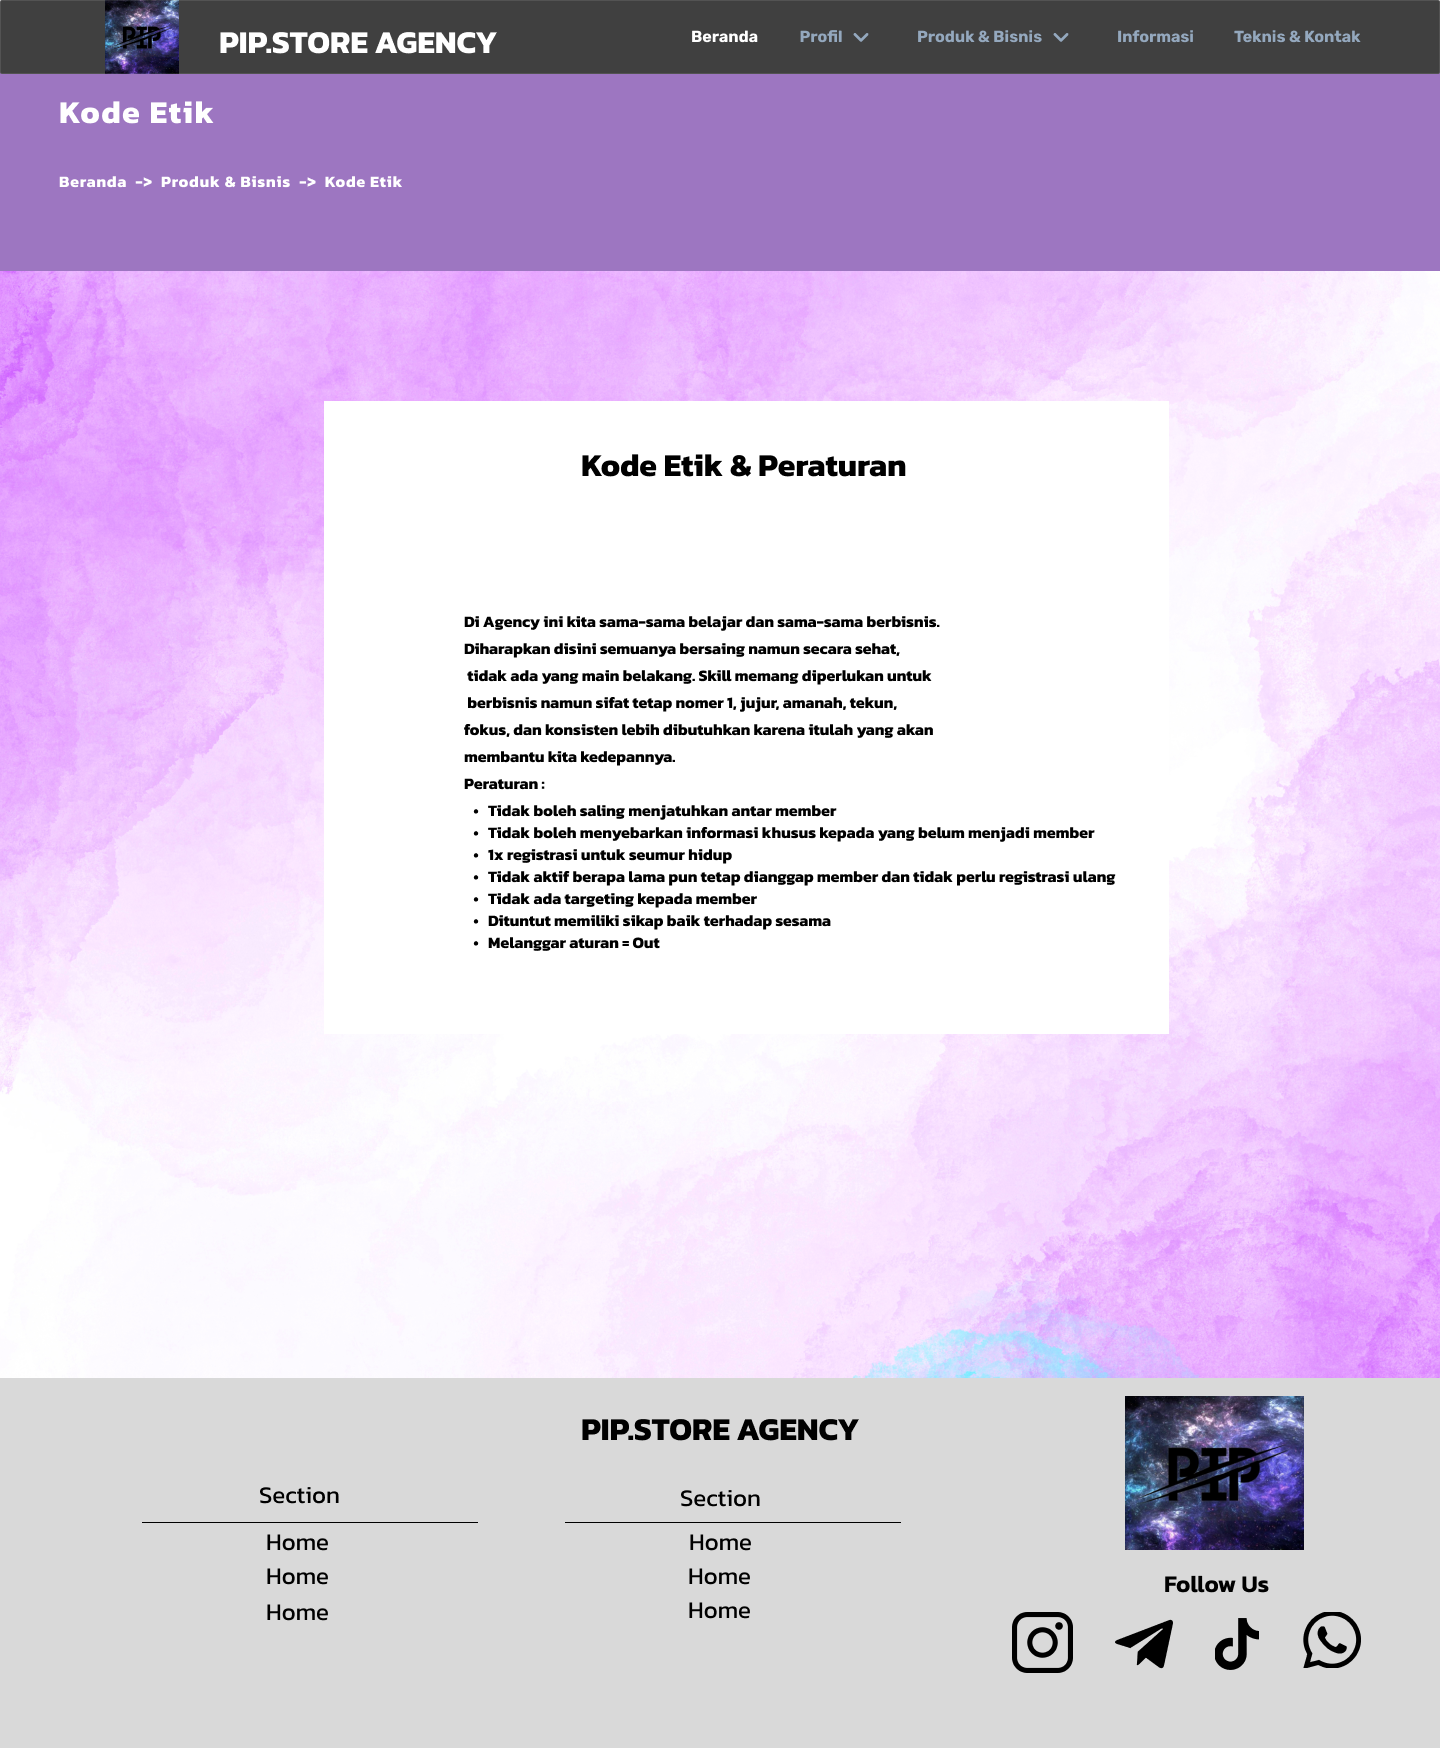 PIP
PIP.STORE AGENCY
Beranda
Profil
Produk & Bisnis
Informasi
Teknis & Kontak
Kode Etik
Beranda -> Produk & Bisnis -> Kode Etik
Kode Etik & Peraturan
Di Agency ini kita sama-sama belajar dan sama-sama berbisnis.
Diharapkan disini semuanya bersaing namun secara sehat,
tidak ada yang main belakang. Skill memang diperlukan untuk
berbisnis namun sifat tetap nomer 1, jujur, amanah, tekun,
fokus, dan konsisten lebih dibutuhkan karena itulah yang akan
membantu kita kedepannya.
Peraturan :
• Tidak boleh saling menjatuhkan antar member
• Tidak boleh menyebarkan informasi khusus kepada yang belum menjadi member
• 1x registrasi untuk seumur hidup
• Tidak aktif berapa lama pun tetap dianggap member dan tidak perlu registrasi ulang
• Tidak ada targeting kepada member
• Dituntut memiliki sikap baik terhadap sesama
• Melanggar aturan = Out
PIP.STORE AGENCY
Section
Home
Home
Home
Section
Home
Home
Home
PIP
Follow Us